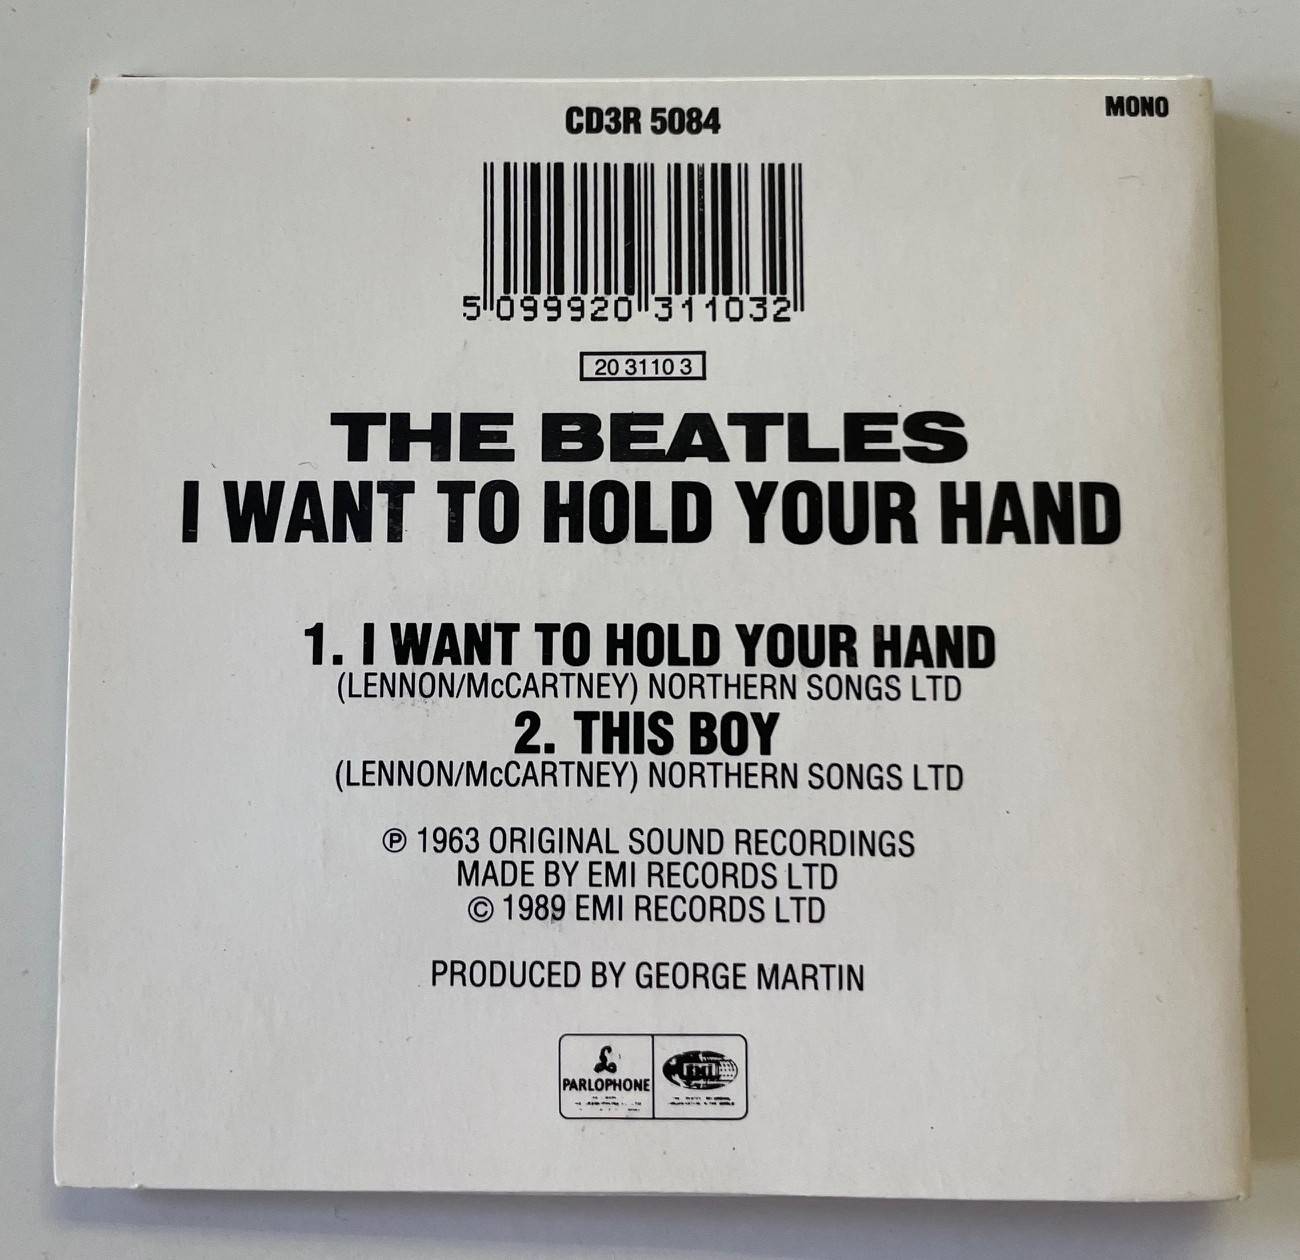 CD3R 5084
MONO
5 099920 311032
20 3110 3
THE BEATLES
I WANT TO HOLD YOUR HAND
1. I WANT TO HOLD YOUR HAND
(LENNON/McCARTNEY) NORTHERN SONGS LTD
2. THIS BOY
(LENNON/McCARTNEY) NORTHERN SONGS LTD
℗ 1963 ORIGINAL SOUND RECORDINGS
MADE BY EMI RECORDS LTD
© 1989 EMI RECORDS LTD
PRODUCED BY GEORGE MARTIN
PARLOPHONE
EMI